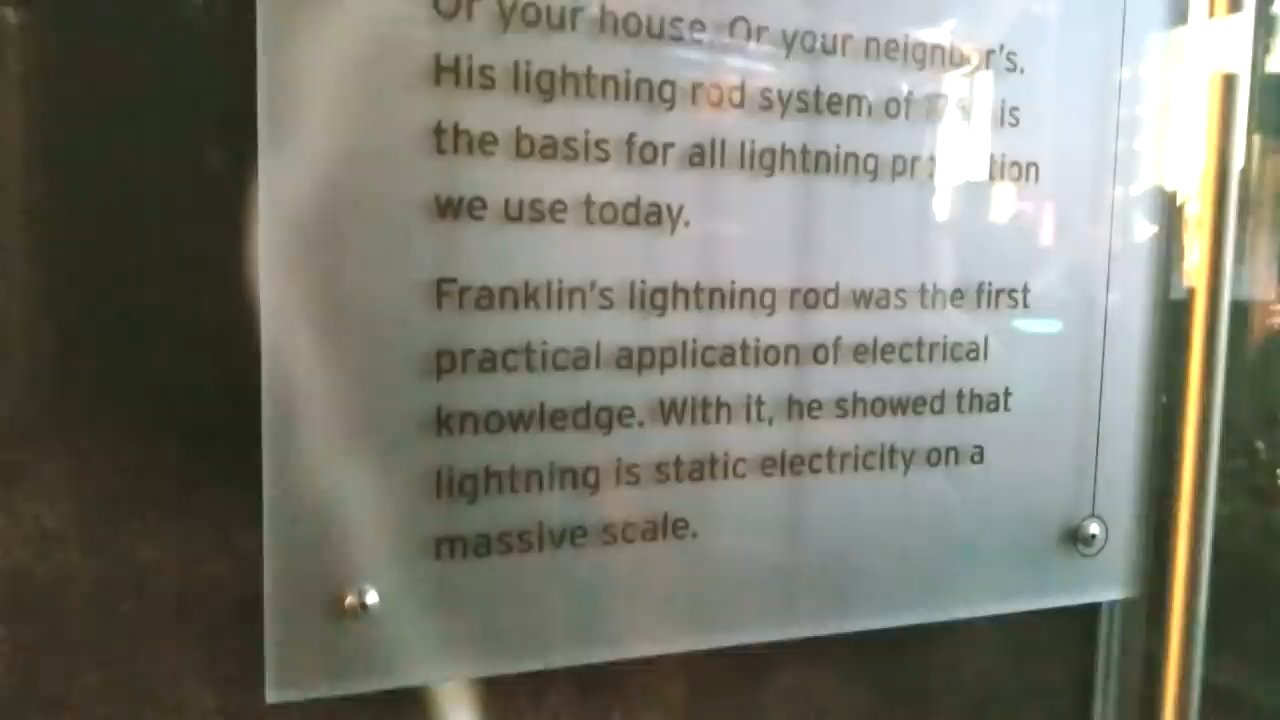 Or your house. Or your neighbor's.
His lightning rod system of is
the basis for all lightning protection
we use today.
Franklin's lightning rod was the first
practical application of electrical
knowledge. With it, he showed that
lightning is static electricity on a
massive scale.